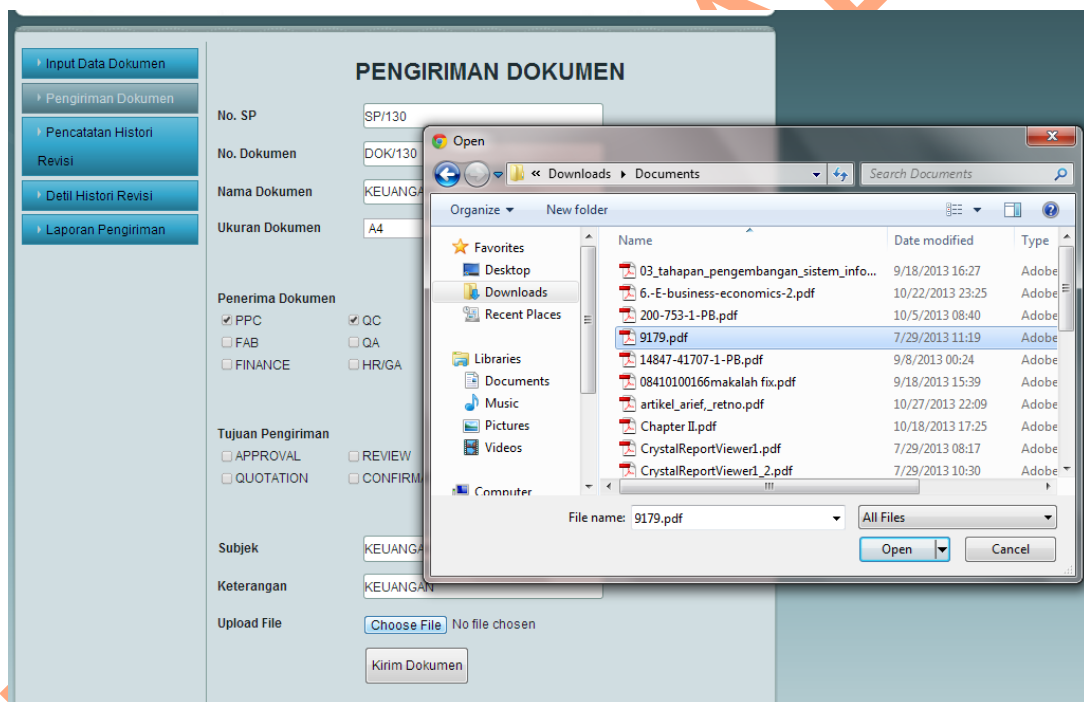 Input Data Dokumen
Pengiriman Dokumen
Pencatatan Histori
Revisi
Detil Histori Revisi
Laporan Pengiriman
PENGIRIMAN DOKUMEN
No. SP SP/130
No. Dokumen DOK/130
Nama Dokumen KEUANGA
Ukuran Dokumen A4
Penerima Dokumen
PPC QC
FAB QA
FINANCE HR/GA
Tujuan Pengiriman
APPROVAL REVIEW
QUOTATION CONFIRMA
Subjek KEUANGA
Keterangan KEUANGAN
Upload File Choose File No file chosen
Kirim Dokumen
Open
« Downloads Documents Search Documents
Organize New folder
Favorites
Desktop
Downloads
Recent Places
Libraries
Documents
Music
Pictures
Videos
Computer
Name Date modified Type
03_tahapan_pengembangan_sistem_info... 9/18/2013 16:27 Adobe
6.-E-business-economics-2.pdf 10/22/2013 23:25 Adobe
200-753-1-PB.pdf 10/5/2013 08:40 Adobe
9179.pdf 7/29/2013 11:19 Adobe
14847-41707-1-PB.pdf 9/8/2013 00:24 Adobe
08410100166makalah fix.pdf 9/18/2013 15:39 Adobe
artikel_arief,_retno.pdf 10/27/2013 22:09 Adobe
Chapter II.pdf 10/18/2013 17:25 Adobe
CrystalReportViewer1.pdf 7/29/2013 08:17 Adobe
CrystalReportViewer1_2.pdf 7/29/2013 10:30 Adobe
File name: 9179.pdf All Files
Open Cancel